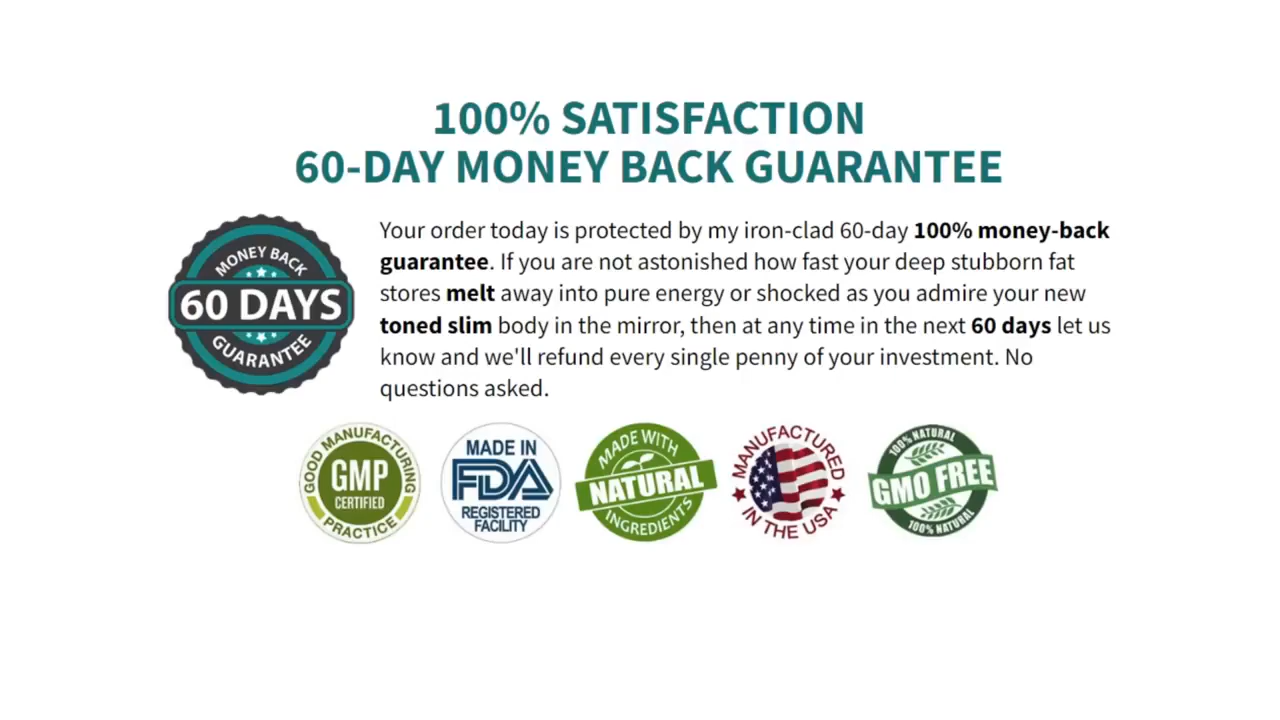 100% SATISFACTION
60-DAY MONEY BACK GUARANTEE
MONEY BACK
60 DAYS
GUARANTEE
Your order today is protected by my iron-clad 60-day 100% money-back
guarantee. If you are not astonished how fast your deep stubborn fat
stores melt away into pure energy or shocked as you admire your new
toned slim body in the mirror, then at any time in the next 60 days let us
know and we'll refund every single penny of your investment. No
questions asked.
GOOD MANUFACTURING
GMP
CERTIFIED
PRACTICE
MADE IN
FDA
REGISTERED
FACILITY
MADE WITH
NATURAL
INGREDIENTS
MANUFACTURED
IN THE USA
100% NATURAL
GMO FREE
100% NATURAL